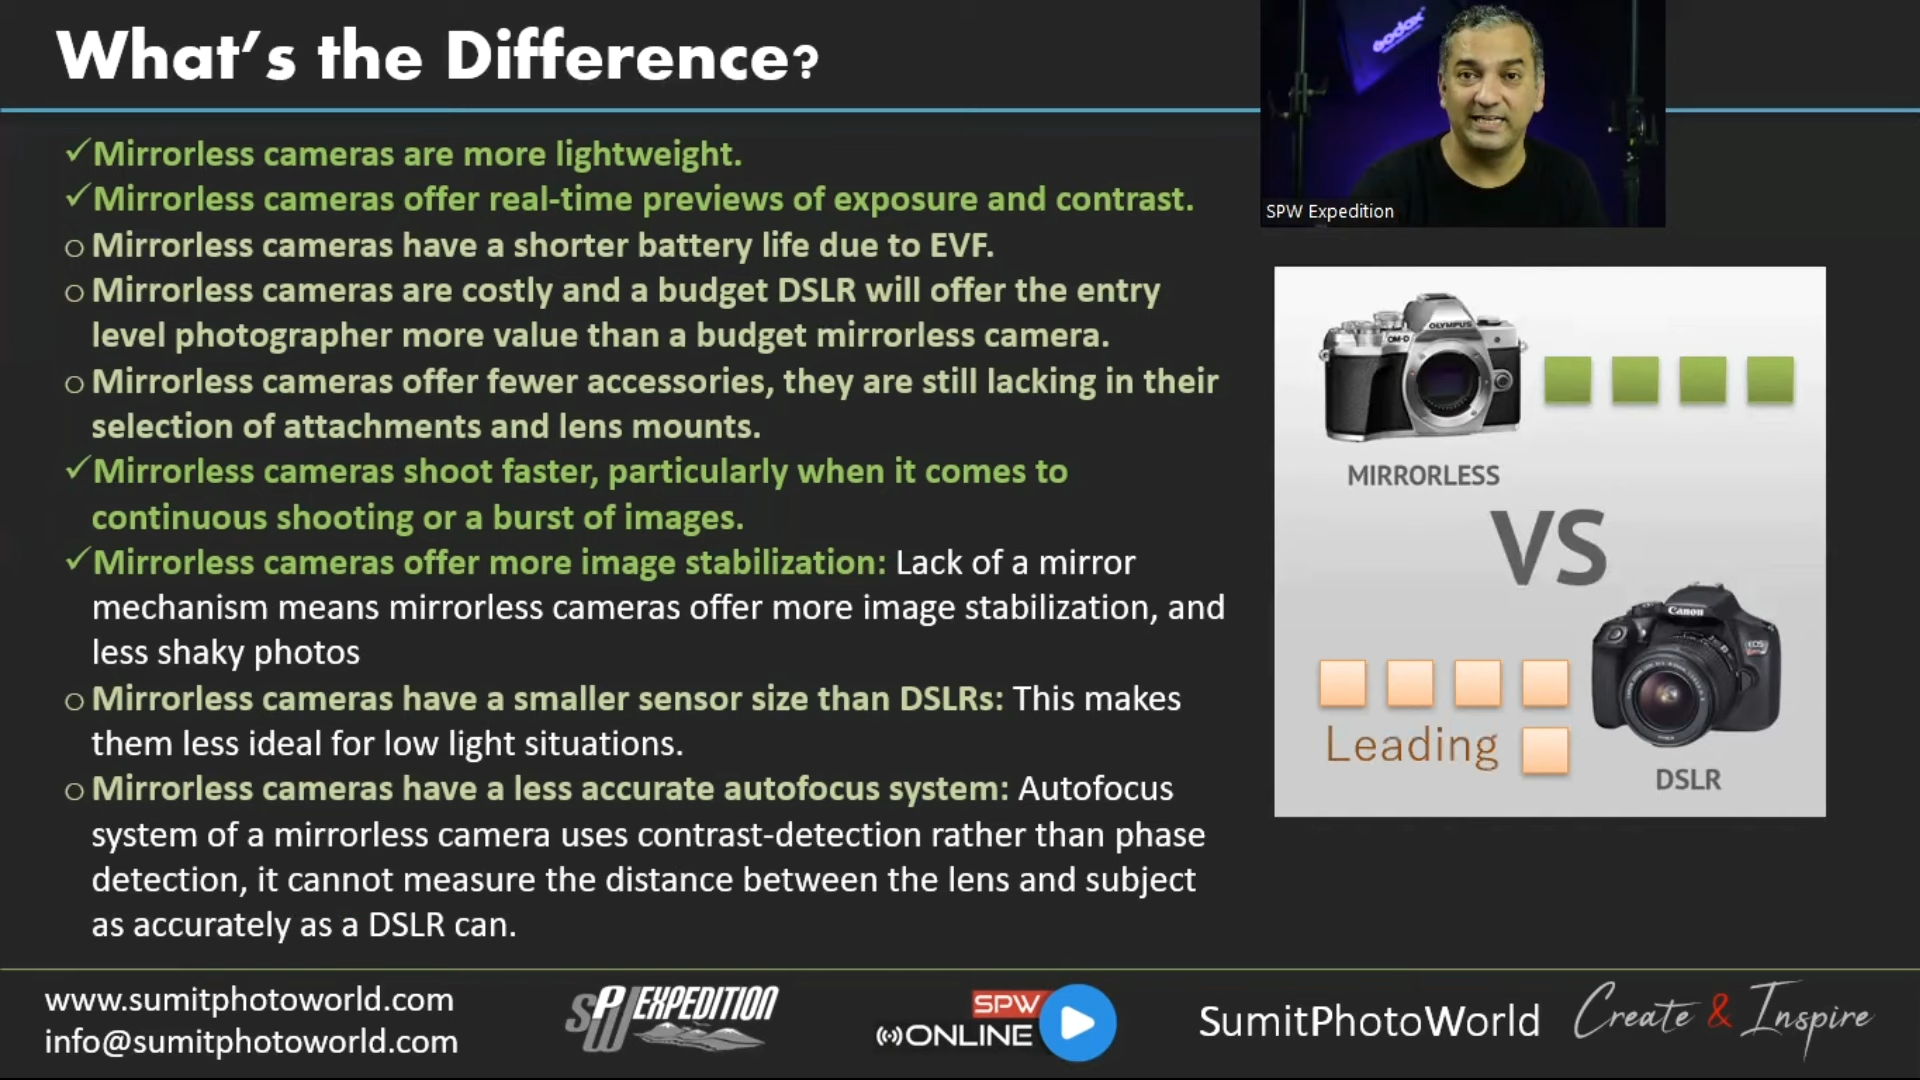 What's the Difference?
Godox
SPW Expedition
✓Mirrorless cameras are more lightweight.
✓Mirrorless cameras offer real-time previews of exposure and contrast.
o Mirrorless cameras have a shorter battery life due to EVF.
o Mirrorless cameras are costly and a budget DSLR will offer the entry
level photographer more value than a budget mirrorless camera.
o Mirrorless cameras offer fewer accessories, they are still lacking in their
selection of attachments and lens mounts.
✓Mirrorless cameras shoot faster, particularly when it comes to
continuous shooting or a burst of images.
✓Mirrorless cameras offer more image stabilization: Lack of a mirror
mechanism means mirrorless cameras offer more image stabilization, and
less shaky photos
o Mirrorless cameras have a smaller sensor size than DSLRs: This makes
them less ideal for low light situations.
o Mirrorless cameras have a less accurate autofocus system: Autofocus
system of a mirrorless camera uses contrast-detection rather than phase
detection, it cannot measure the distance between the lens and subject
as accurately as a DSLR can.
OLYMPUS
OM-D
MIRRORLESS
VS
Canon
EOS
Leading
DSLR
www.sumitphotoworld.com
info@sumitphotoworld.com
SPW EXPEDITION
SPW
ONLINE
SumitPhotoWorld
Create & Inspire